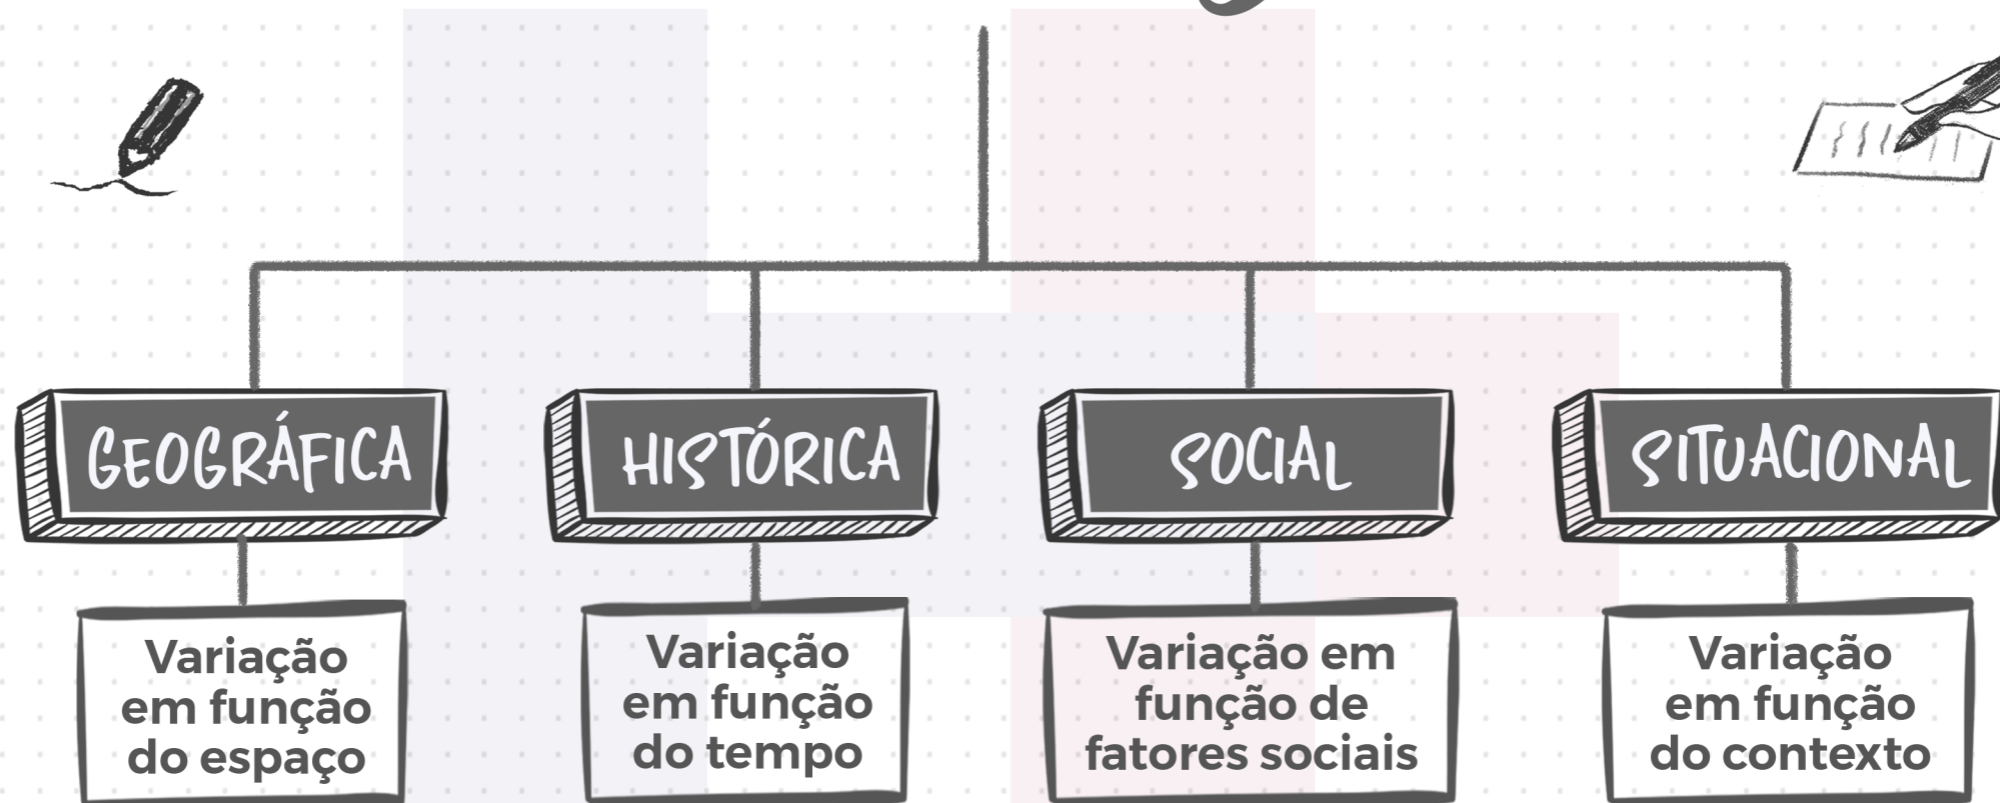 GEOGRÁFICA
Variação
em função
do espaço
HISTÓRICA
Variação
em função
do tempo
SOCIAL
Variação em
função de
fatores sociais
SITUACIONAL
Variação
em função
do contexto